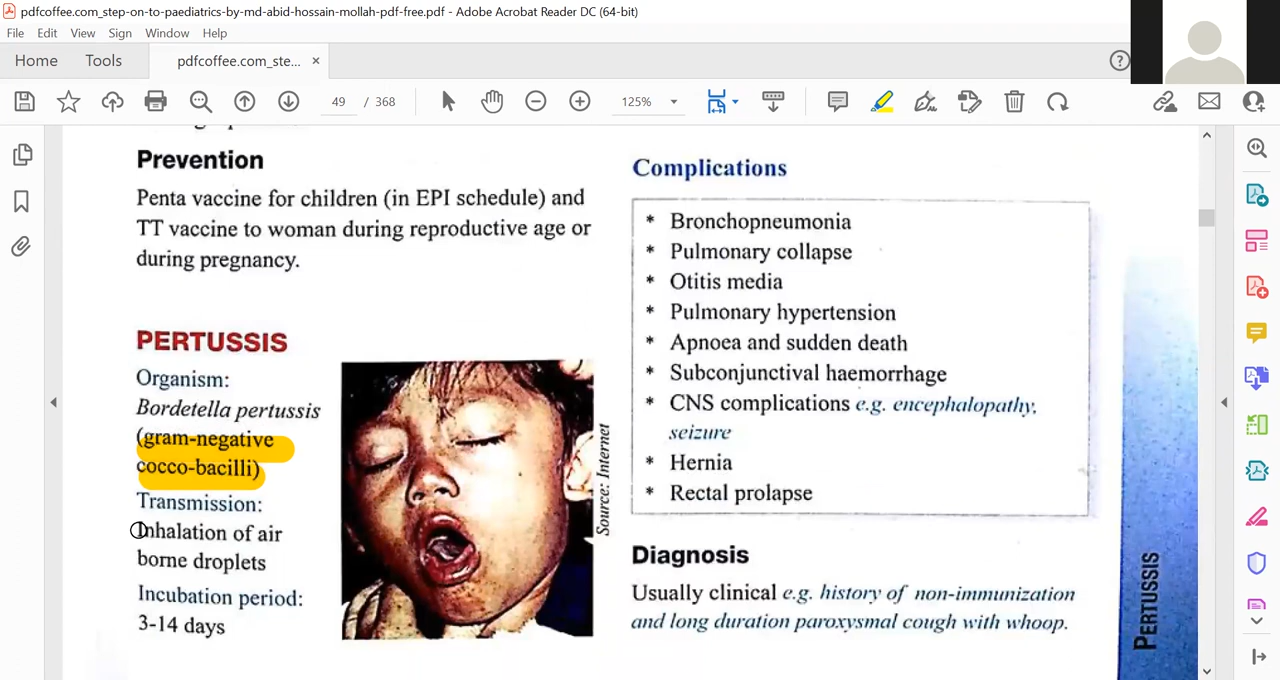 pdfcoffee.com_step-on-to-paediatrics-by-md-abid-hossain-mollah-pdf-free.pdf - Adobe Acrobat Reader DC (64-bit)
File Edit View Sign Window Help
Home Tools pdfcoffee.com_ste... ×
49 / 368 125%
Prevention
Penta vaccine for children (in EPI schedule) and
TT vaccine to woman during reproductive age or
during pregnancy.
PERTUSSIS
Organism:
Bordetella pertussis
(gram-negative
cocco-bacilli)
Transmission:
Inhalation of air
borne droplets
Incubation period:
3-14 days
Source: Internet
Complications
* Bronchopneumonia
* Pulmonary collapse
* Otitis media
* Pulmonary hypertension
* Apnoea and sudden death
* Subconjunctival haemorrhage
* CNS complications e.g. encephalopathy,
seizure
* Hernia
* Rectal prolapse
Diagnosis
Usually clinical e.g. history of non-immunization
and long duration paroxysmal cough with whoop.
PERTUSSIS